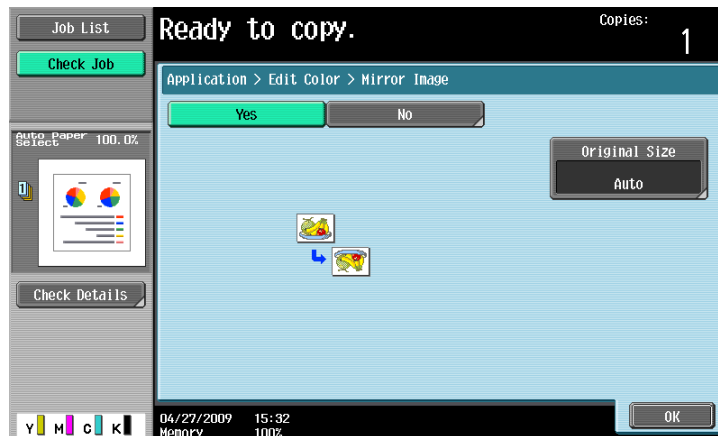 Job List
Check Job
Ready to copy.
Copies:
1
Application > Edit Color > Mirror Image
Yes
No
Auto Paper
Select
100.0%
Original Size
Auto
1
Check Details
OK
Y M C K
04/27/2009 15:32
Memory 100%